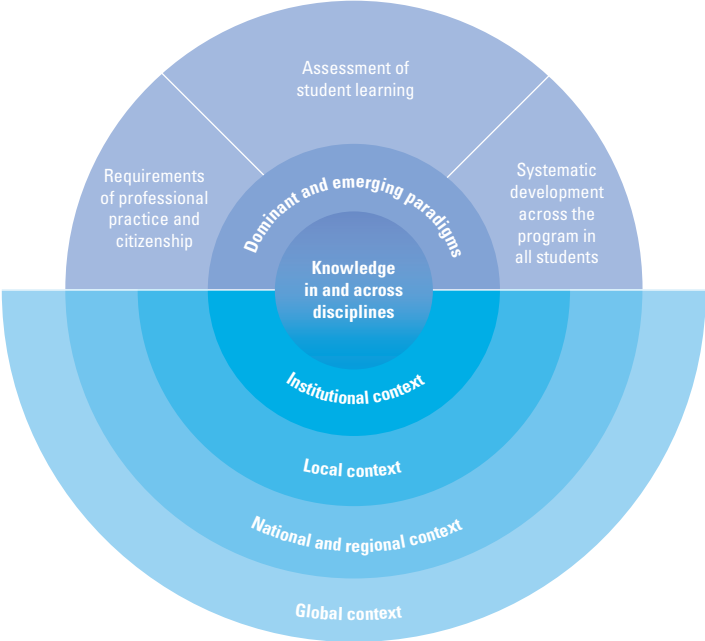 Assessment of
student learning
Requirements
of professional
practice and
citizenship
Systematic
development
across the
program in
all students
Dominant and emerging paradigms
Knowledge
in and across
disciplines
Institutional context
Local context
National and regional context
Global context